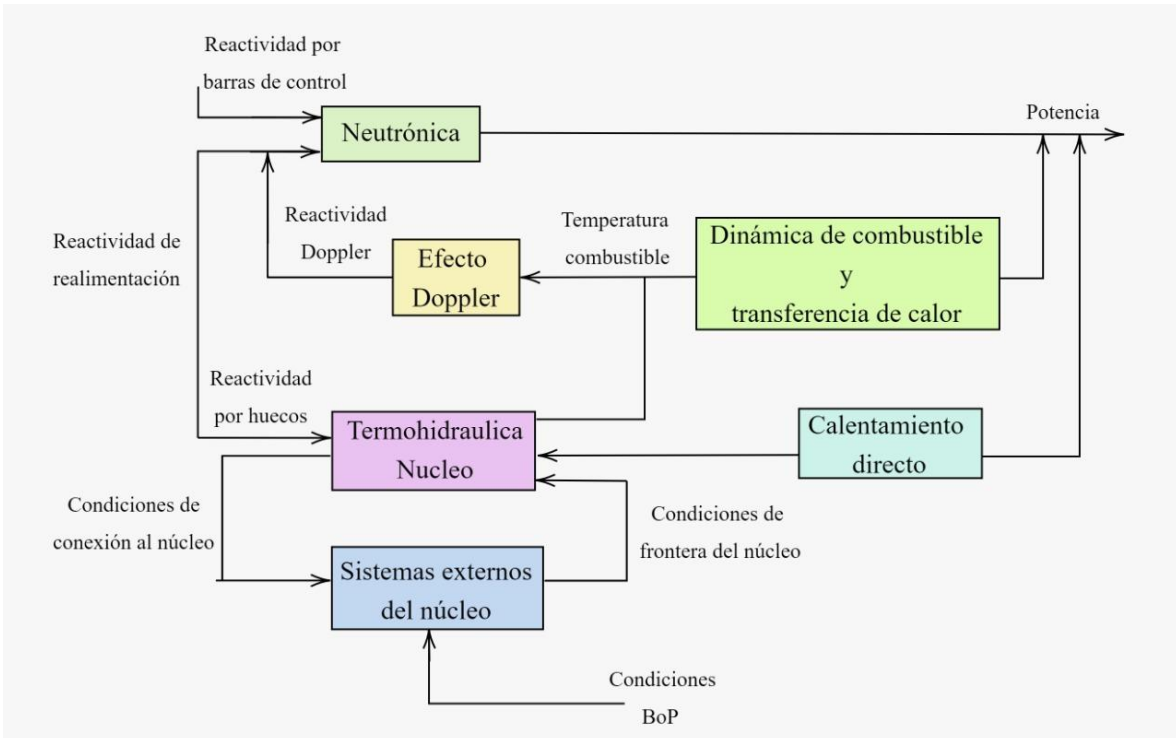 Reactividad por
barras de control
Neutrónica
Potencia
Reactividad de
realimentación
Reactividad
Doppler
Efecto
Doppler
Temperatura
combustible
Dinámica de combustible
y
transferencia de calor
Reactividad
por huecos
Termohidraulica
Nucleo
Calentamiento
directo
Condiciones de
conexión al núcleo
Condiciones de
frontera del núcleo
Sistemas externos
del núcleo
Condiciones
BoP